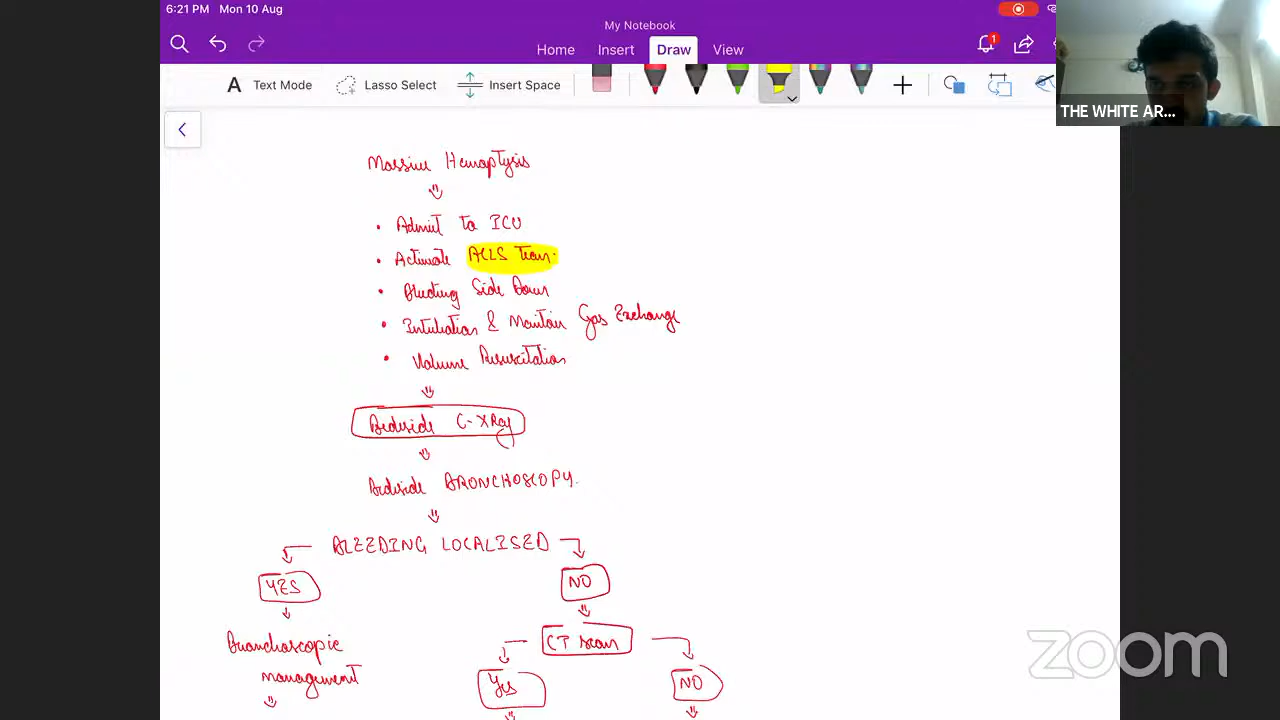 6:21 PM Mon 10 Aug
My Notebook
Home Insert Draw View
1
Text Mode Lasso Select Insert Space
THE WHITE AR...
Massive Hemoptysis
• Admit to ICU
• Activate ACLS Team.
• Bleeding Side Down
• Intubation & Maintain Gas Exchange
• Volume Resuscitation
Bedside C-XRay
Bedside BRONCHOSCOPY.
BLEEDING LOCALISED
YES NO
Bronchoscopic
management
CT scan
Yes NO
zoom